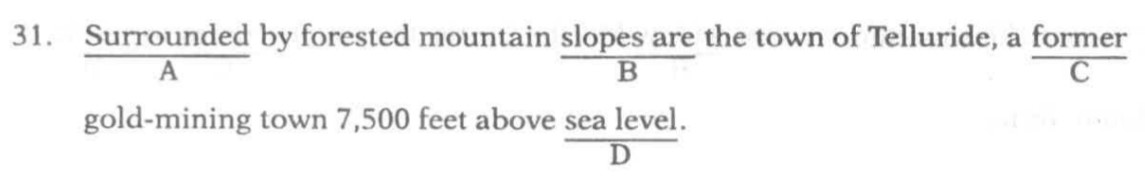 31. Surrounded by forested mountain slopes are the town of Telluride, a former
A B C
gold-mining town 7,500 feet above sea level.
D